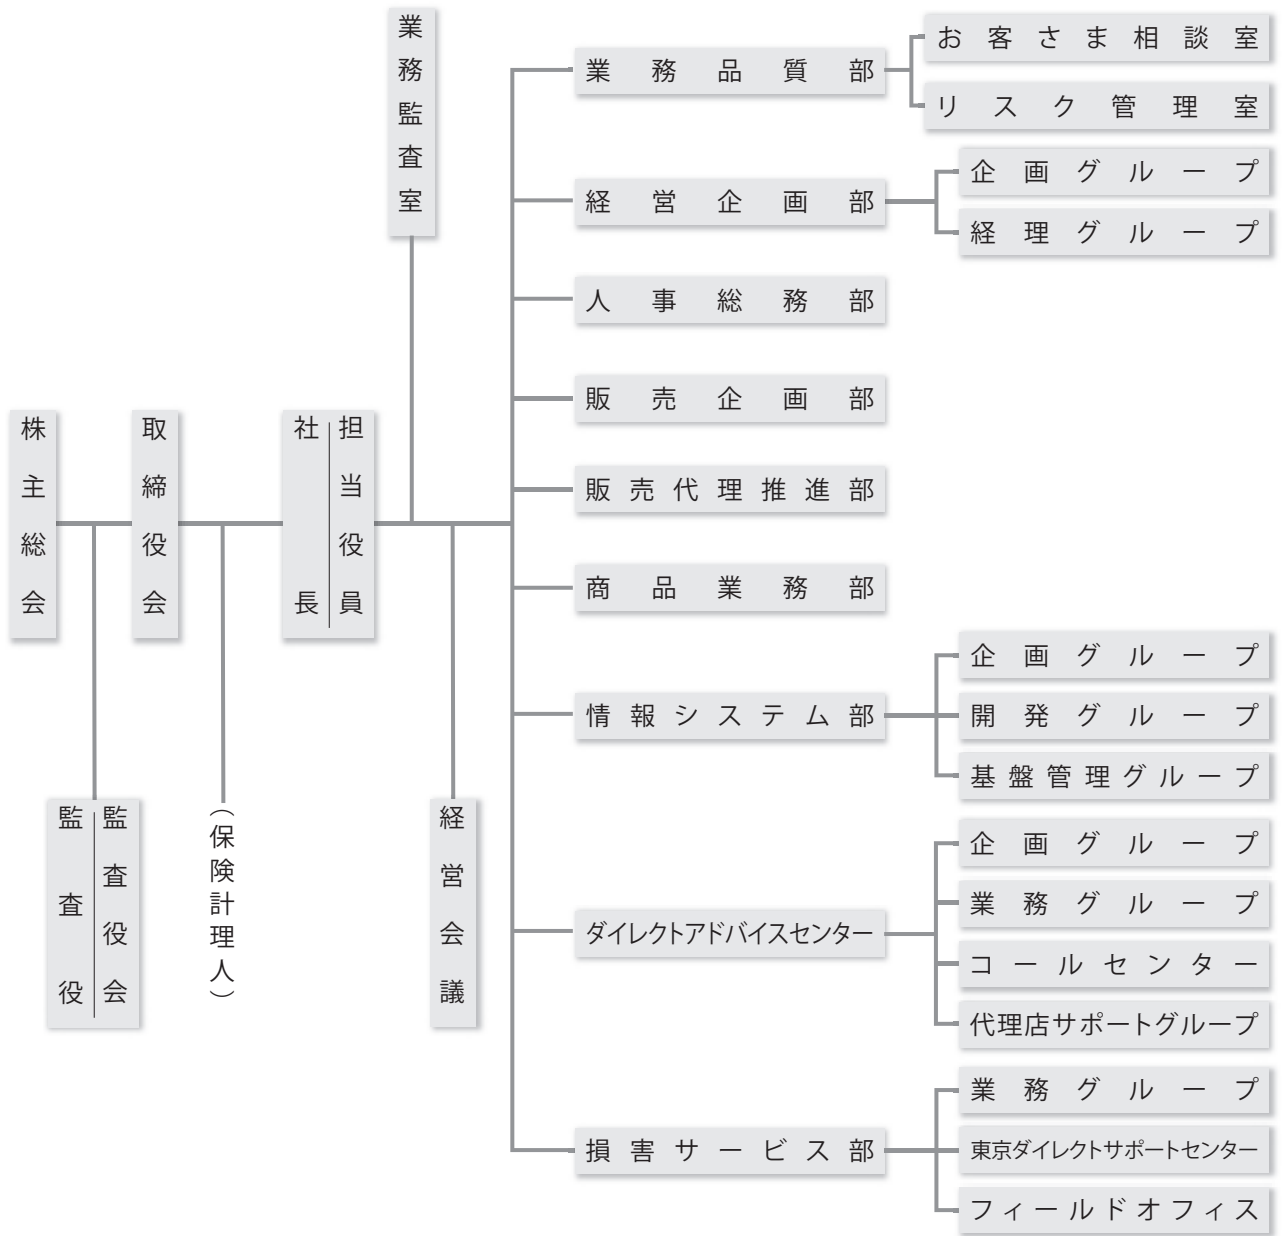 株主総会
監査役
監査役会
取締役会
（保険計理人）
社長
担当役員
業務監査室
経営会議
業務品質部
お客さま相談室
リスク管理室
経営企画部
企画グループ
経理グループ
人事総務部
販売企画部
販売代理推進部
商品業務部
情報システム部
企画グループ
開発グループ
基盤管理グループ
ダイレクトアドバイスセンター
企画グループ
業務グループ
コールセンター
代理店サポートグループ
損害サービス部
業務グループ
東京ダイレクトサポートセンター
フィールドオフィス